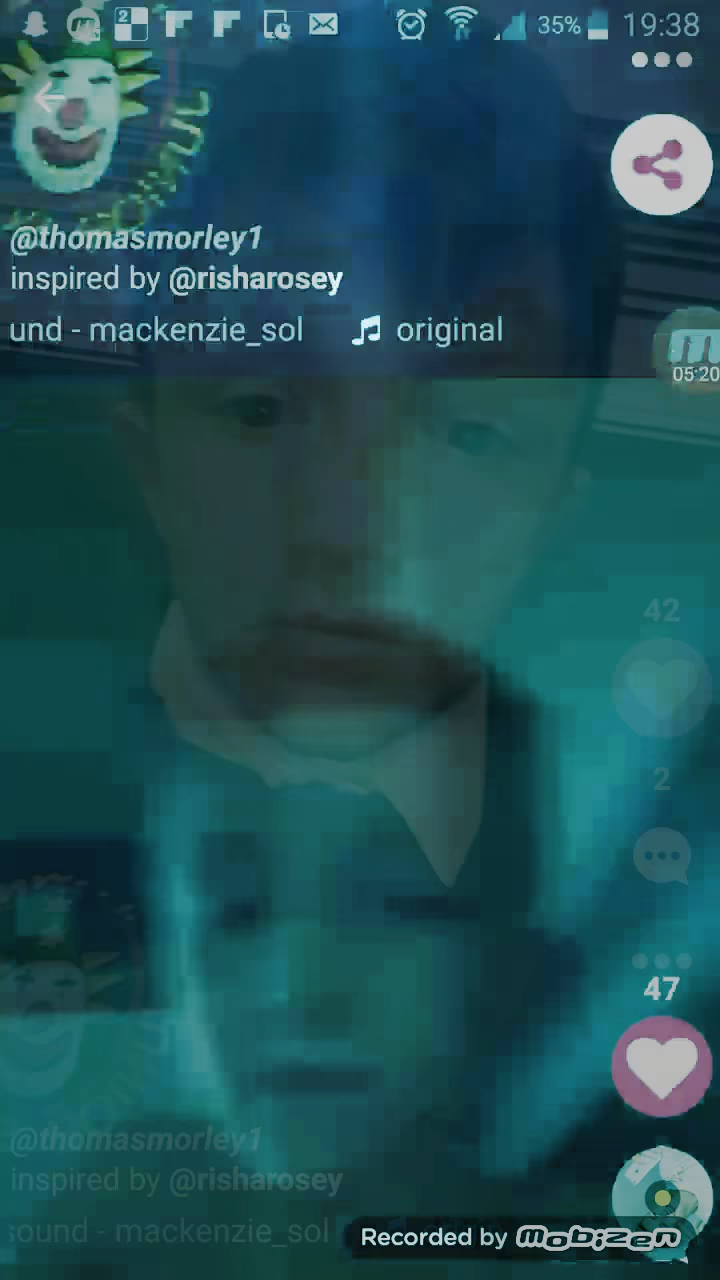 2
35% 19:38
@thomasmorley1
inspired by @risharosey
und - mackenzie_sol original
05:20
42
2
47
@thomasmorley1
inspired by @risharosey
sound - mackenzie_sol
Recorded by mobizen